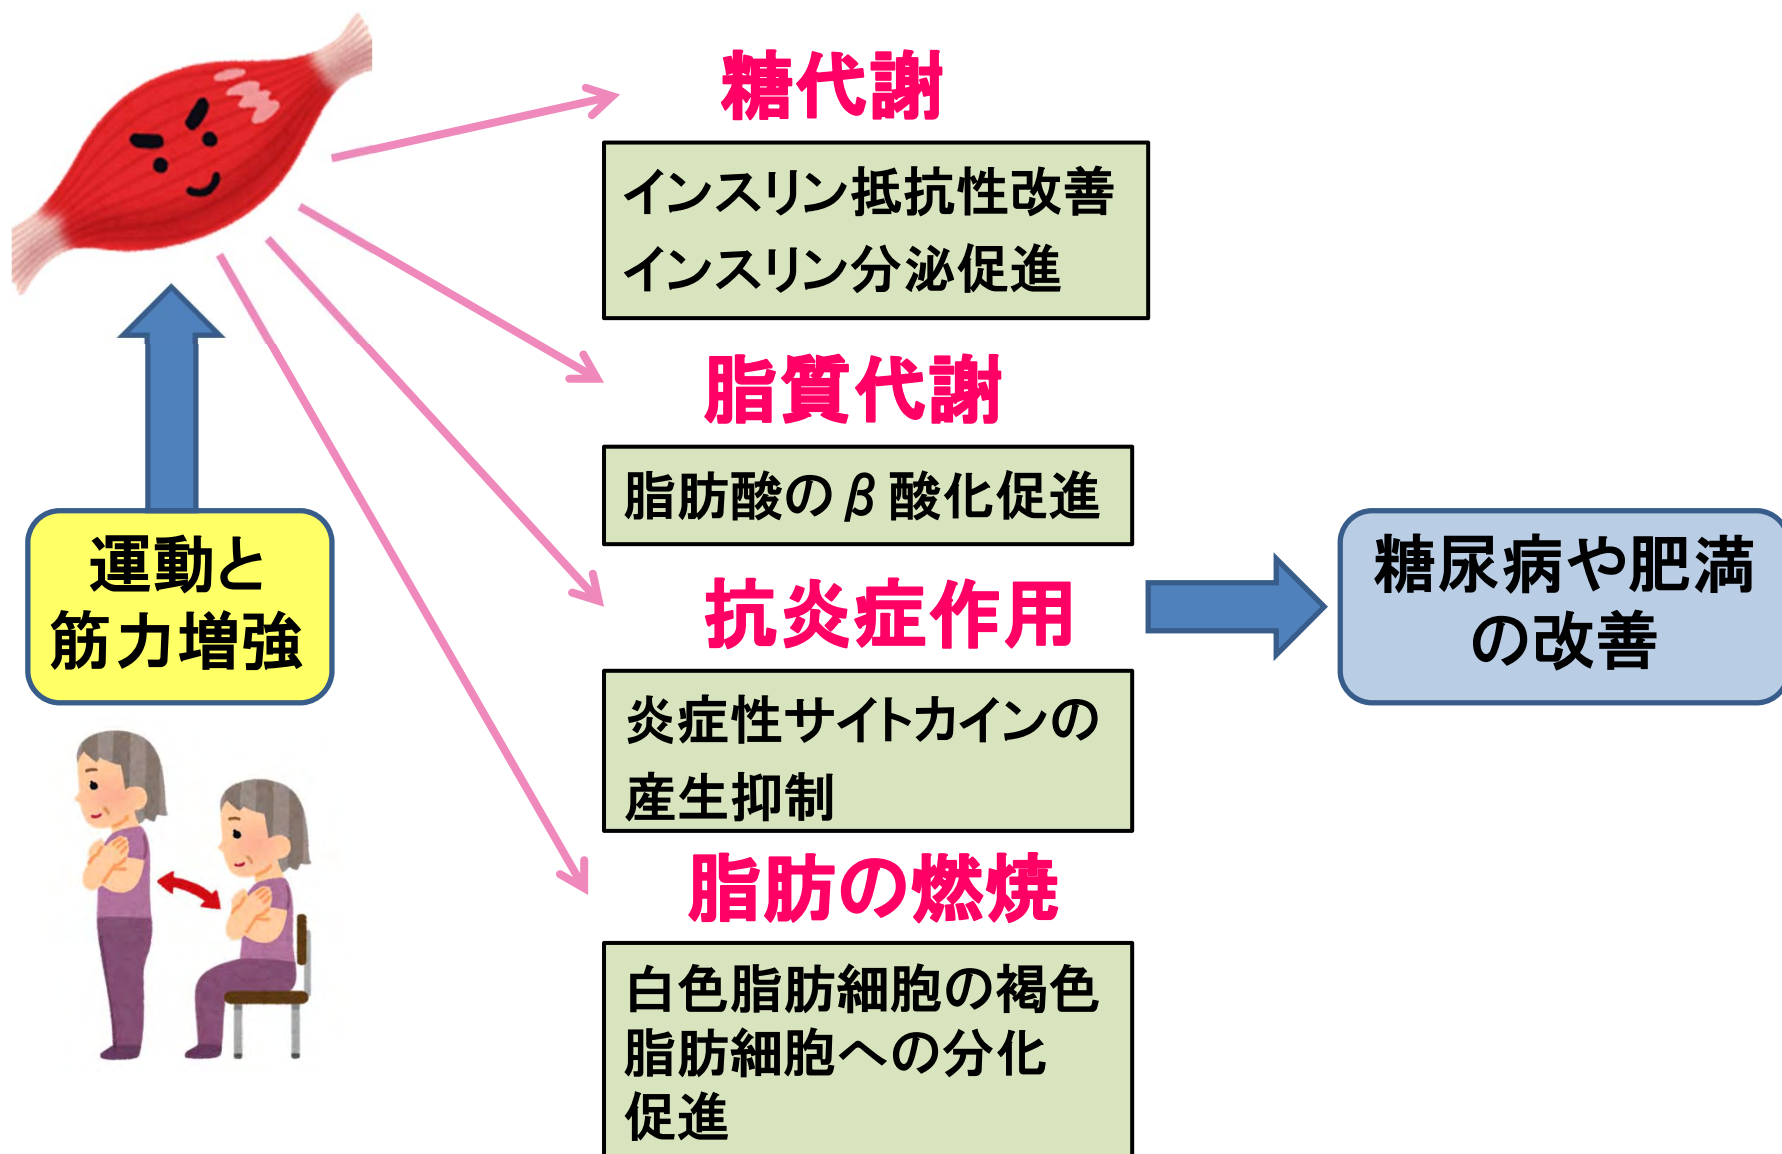 糖代謝
インスリン抵抗性改善
インスリン分泌促進
脂質代謝
脂肪酸のβ酸化促進
抗炎症作用
炎症性サイトカインの
産生抑制
脂肪の燃焼
白色脂肪細胞の褐色
脂肪細胞への分化
促進
運動と
筋力増強
糖尿病や肥満
の改善